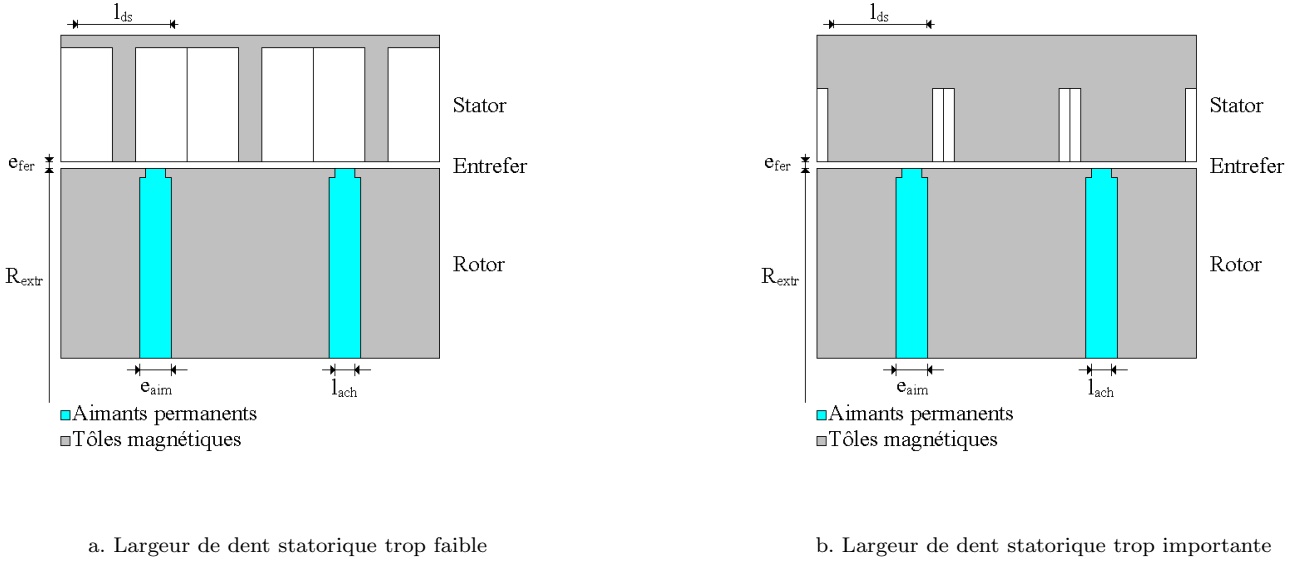 l_ds
Stator
e_fer
Entrefer
R_extr
Rotor
e_aim
l_ach
Aimants permanents
Tôles magnétiques
a. Largeur de dent statorique trop faible
l_ds
Stator
e_fer
Entrefer
R_extr
Rotor
e_aim
l_ach
Aimants permanents
Tôles magnétiques
b. Largeur de dent statorique trop importante